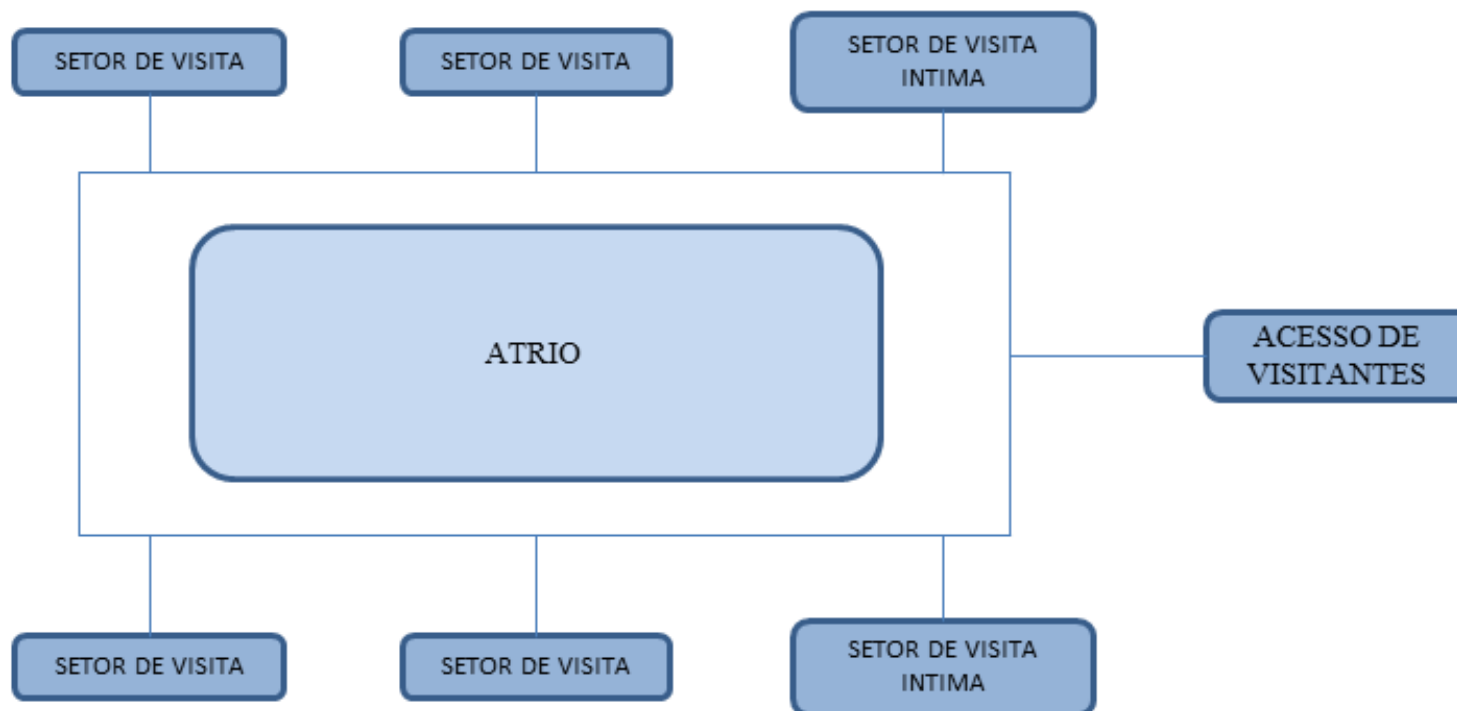 SETOR DE VISITA
SETOR DE VISITA
SETOR DE VISITA
INTIMA
ATRIO
ACESSO DE
VISITANTES
SETOR DE VISITA
SETOR DE VISITA
SETOR DE VISITA
INTIMA